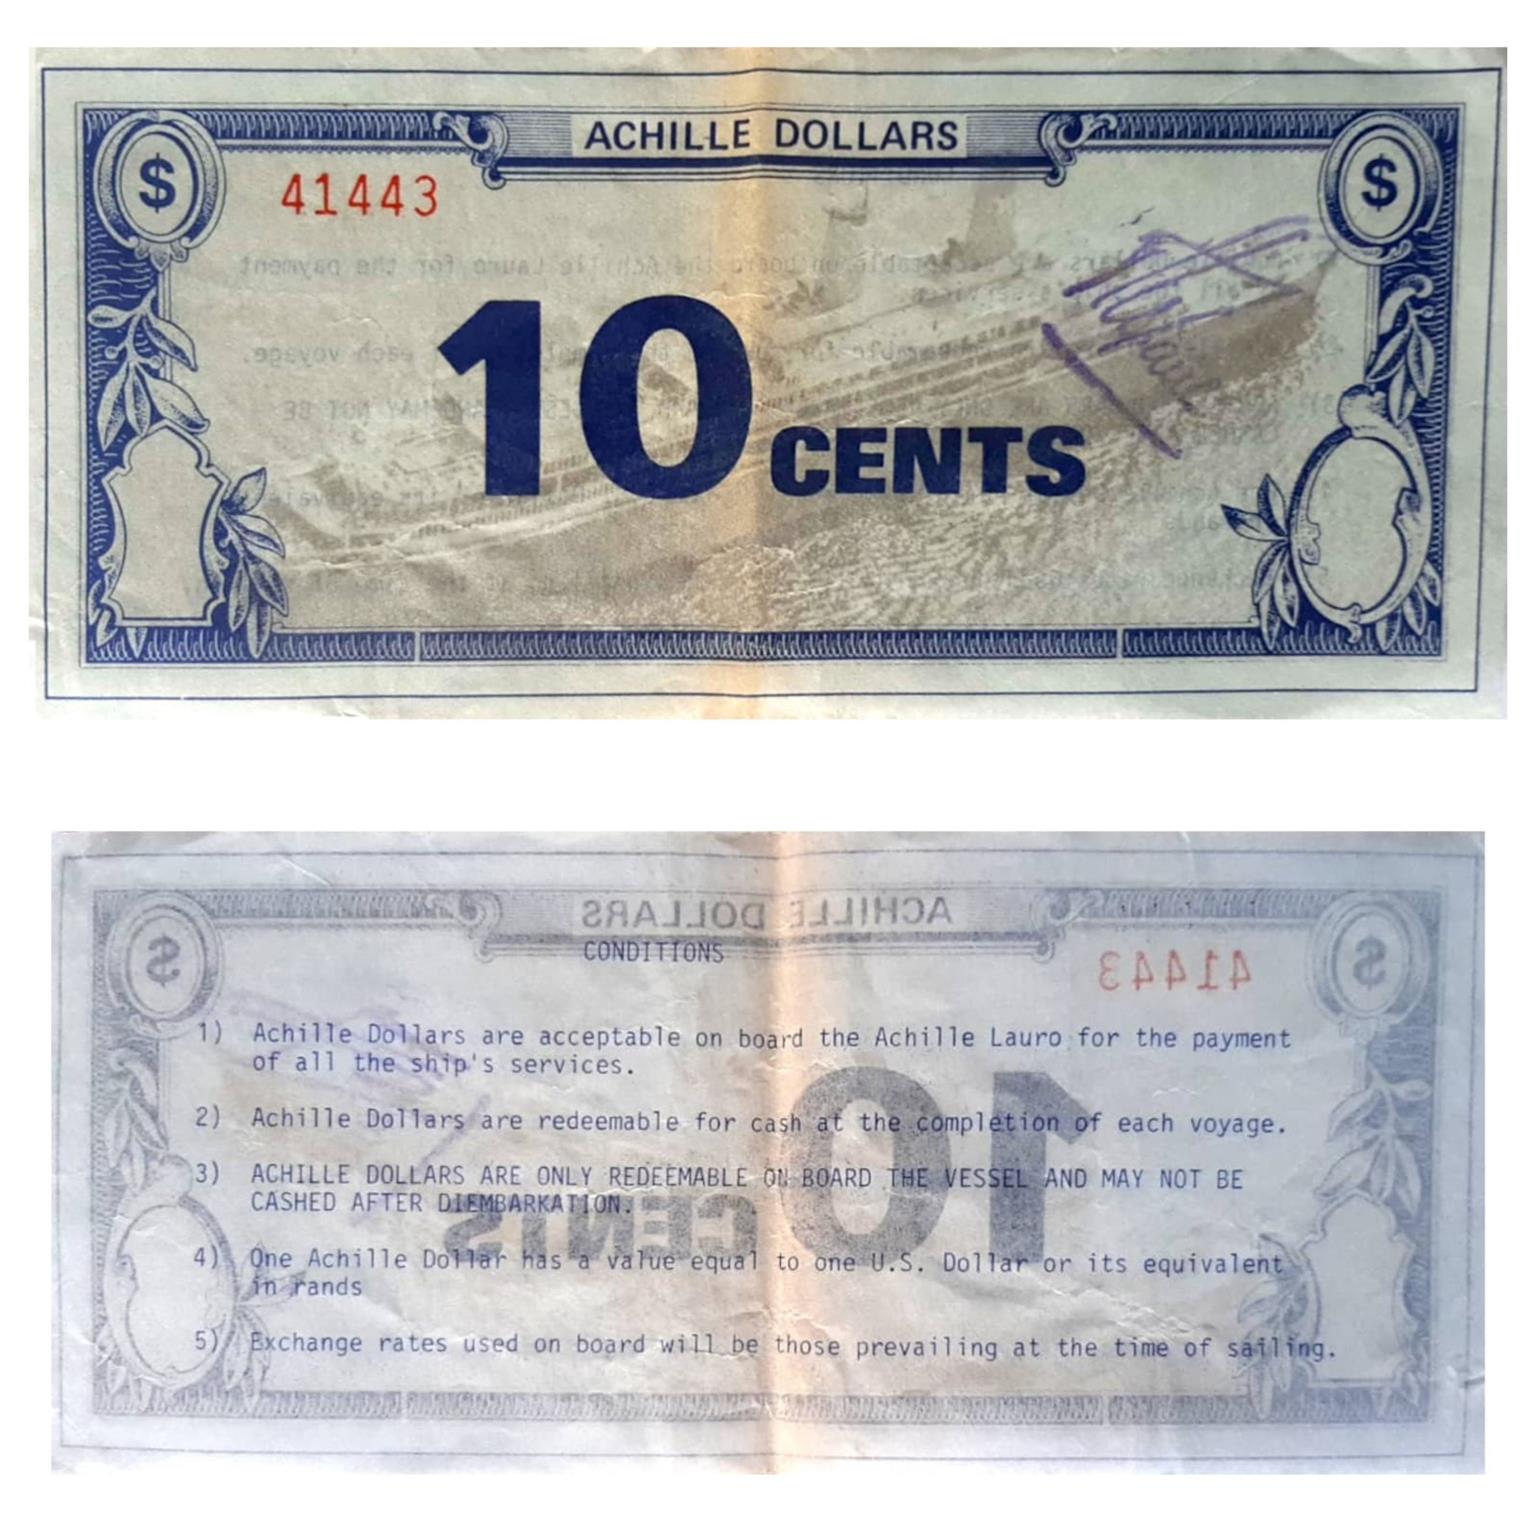 ACHILLE DOLLARS
$
$
41443
10 CENTS
CONDITIONS
1) Achille Dollars are acceptable on board the Achille Lauro for the payment
of all the ship's services.
2) Achille Dollars are redeemable for cash at the completion of each voyage.
3) ACHILLE DOLLARS ARE ONLY REDEEMABLE ON BOARD THE VESSEL AND MAY NOT BE
CASHED AFTER DIEMBARKATION.
4) One Achille Dollar has a value equal to one U.S. Dollar or its equivalent
in rands
5) Exchange rates used on board will be those prevailing at the time of sailing.